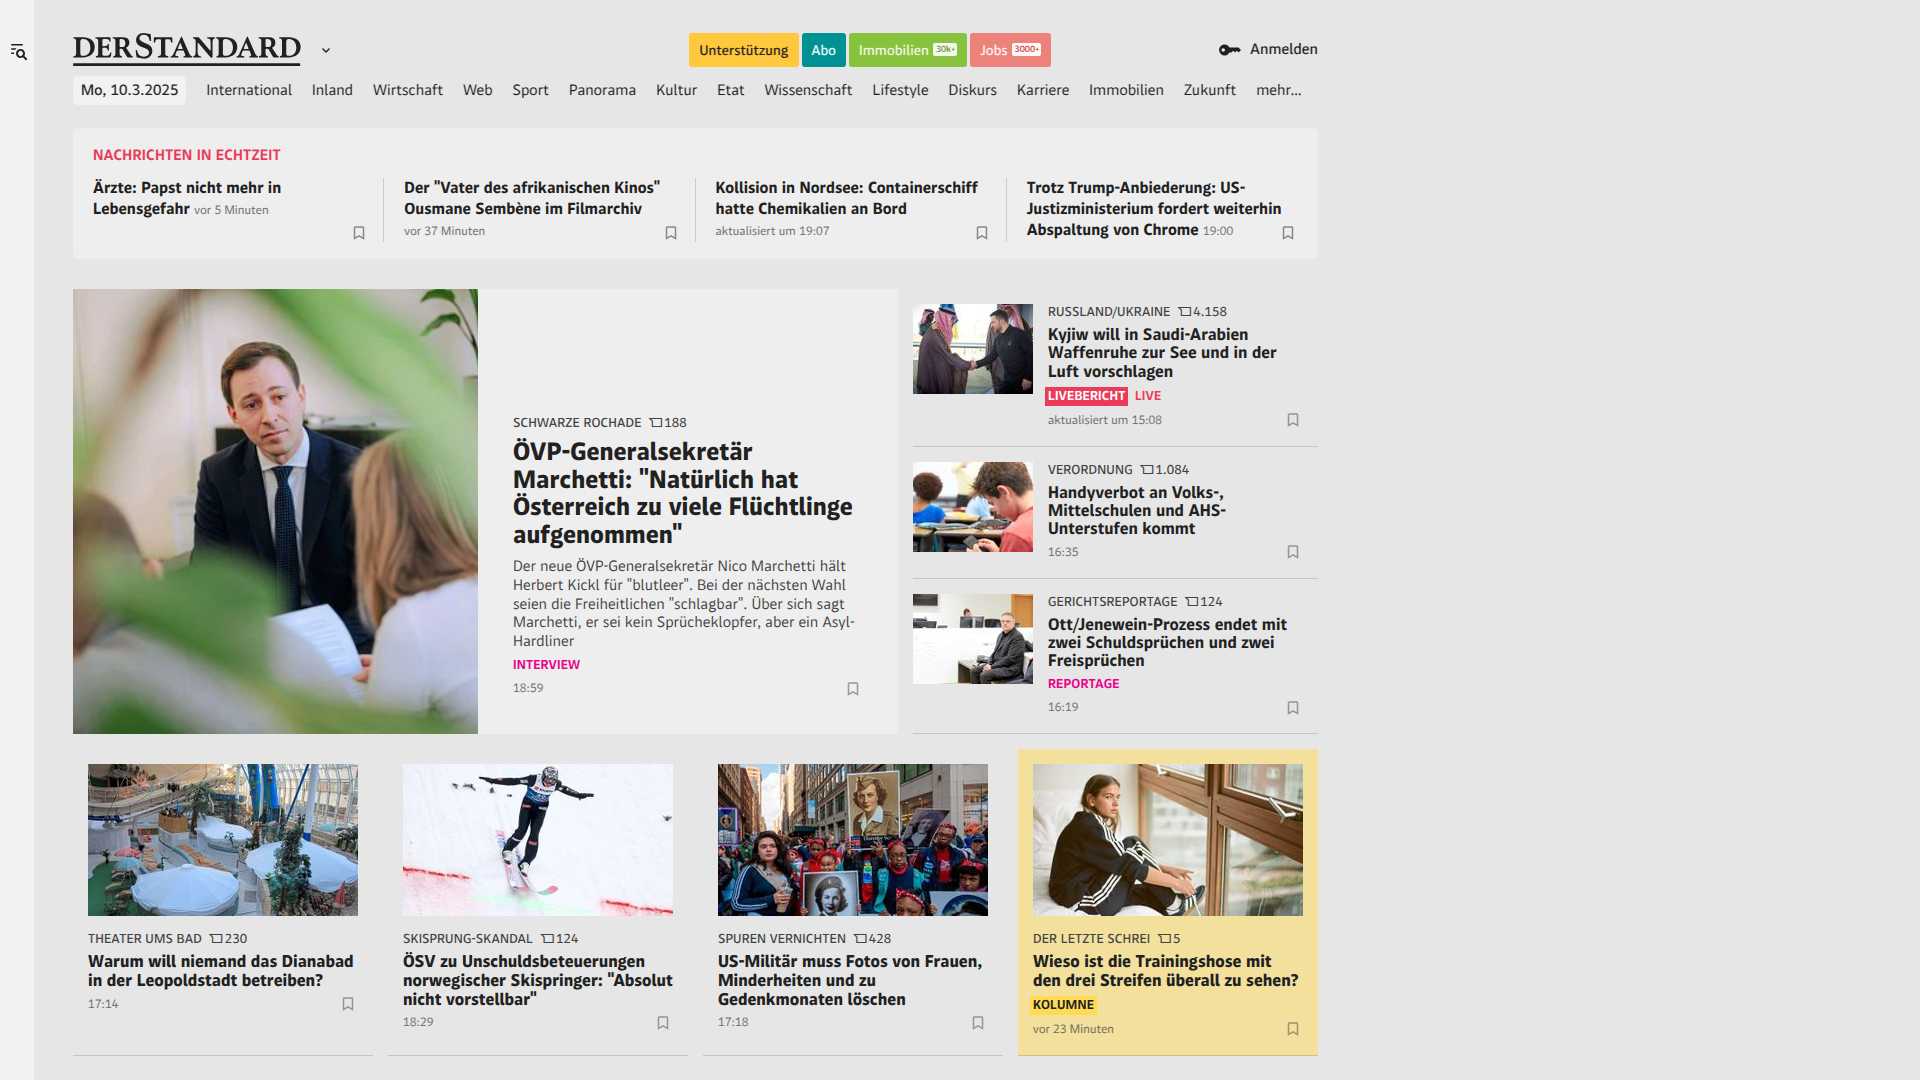 DERSTANDARD
Unterstützung
Abo
Immobilien 30k+
Jobs 3000+
Anmelden
Mo, 10.3.2025
International
Inland
Wirtschaft
Web
Sport
Panorama
Kultur
Etat
Wissenschaft
Lifestyle
Diskurs
Karriere
Immobilien
Zukunft
mehr...
NACHRICHTEN IN ECHTZEIT
Ärzte: Papst nicht mehr in
Lebensgefahr vor 5 Minuten
Der "Vater des afrikanischen Kinos"
Ousmane Sembène im Filmarchiv
vor 37 Minuten
Kollision in Nordsee: Containerschiff
hatte Chemikalien an Bord
aktualisiert um 19:07
Trotz Trump-Anbiederung: US-
Justizministerium fordert weiterhin
Abspaltung von Chrome 19:00
SCHWARZE ROCHADE 188
ÖVP-Generalsekretär
Marchetti: "Natürlich hat
Österreich zu viele Flüchtlinge
aufgenommen"
Der neue ÖVP-Generalsekretär Nico Marchetti hält
Herbert Kickl für "blutleer". Bei der nächsten Wahl
seien die Freiheitlichen "schlagbar". Über sich sagt
Marchetti, er sei kein Sprücheklopfer, aber ein Asyl-
Hardliner
INTERVIEW
18:59
RUSSLAND/UKRAINE 4.158
Kyjiw will in Saudi-Arabien
Waffenruhe zur See und in der
Luft vorschlagen
LIVEBERICHT LIVE
aktualisiert um 15:08
VERORDNUNG 1.084
Handyverbot an Volks-,
Mittelschulen und AHS-
Unterstufen kommt
16:35
GERICHTSREPORTAGE 124
Ott/Jenewein-Prozess endet mit
zwei Schuldsprüchen und zwei
Freisprüchen
REPORTAGE
16:19
THEATER UMS BAD 230
Warum will niemand das Dianabad
in der Leopoldstadt betreiben?
17:14
SKISPRUNG-SKANDAL 124
ÖSV zu Unschuldsbeteuerungen
norwegischer Skispringer: "Absolut
nicht vorstellbar"
18:29
SPUREN VERNICHTEN 428
US-Militär muss Fotos von Frauen,
Minderheiten und zu
Gedenkmonaten löschen
17:18
DER LETZTE SCHREI 5
Wieso ist die Trainingshose mit
den drei Streifen überall zu sehen?
KOLUMNE
vor 23 Minuten